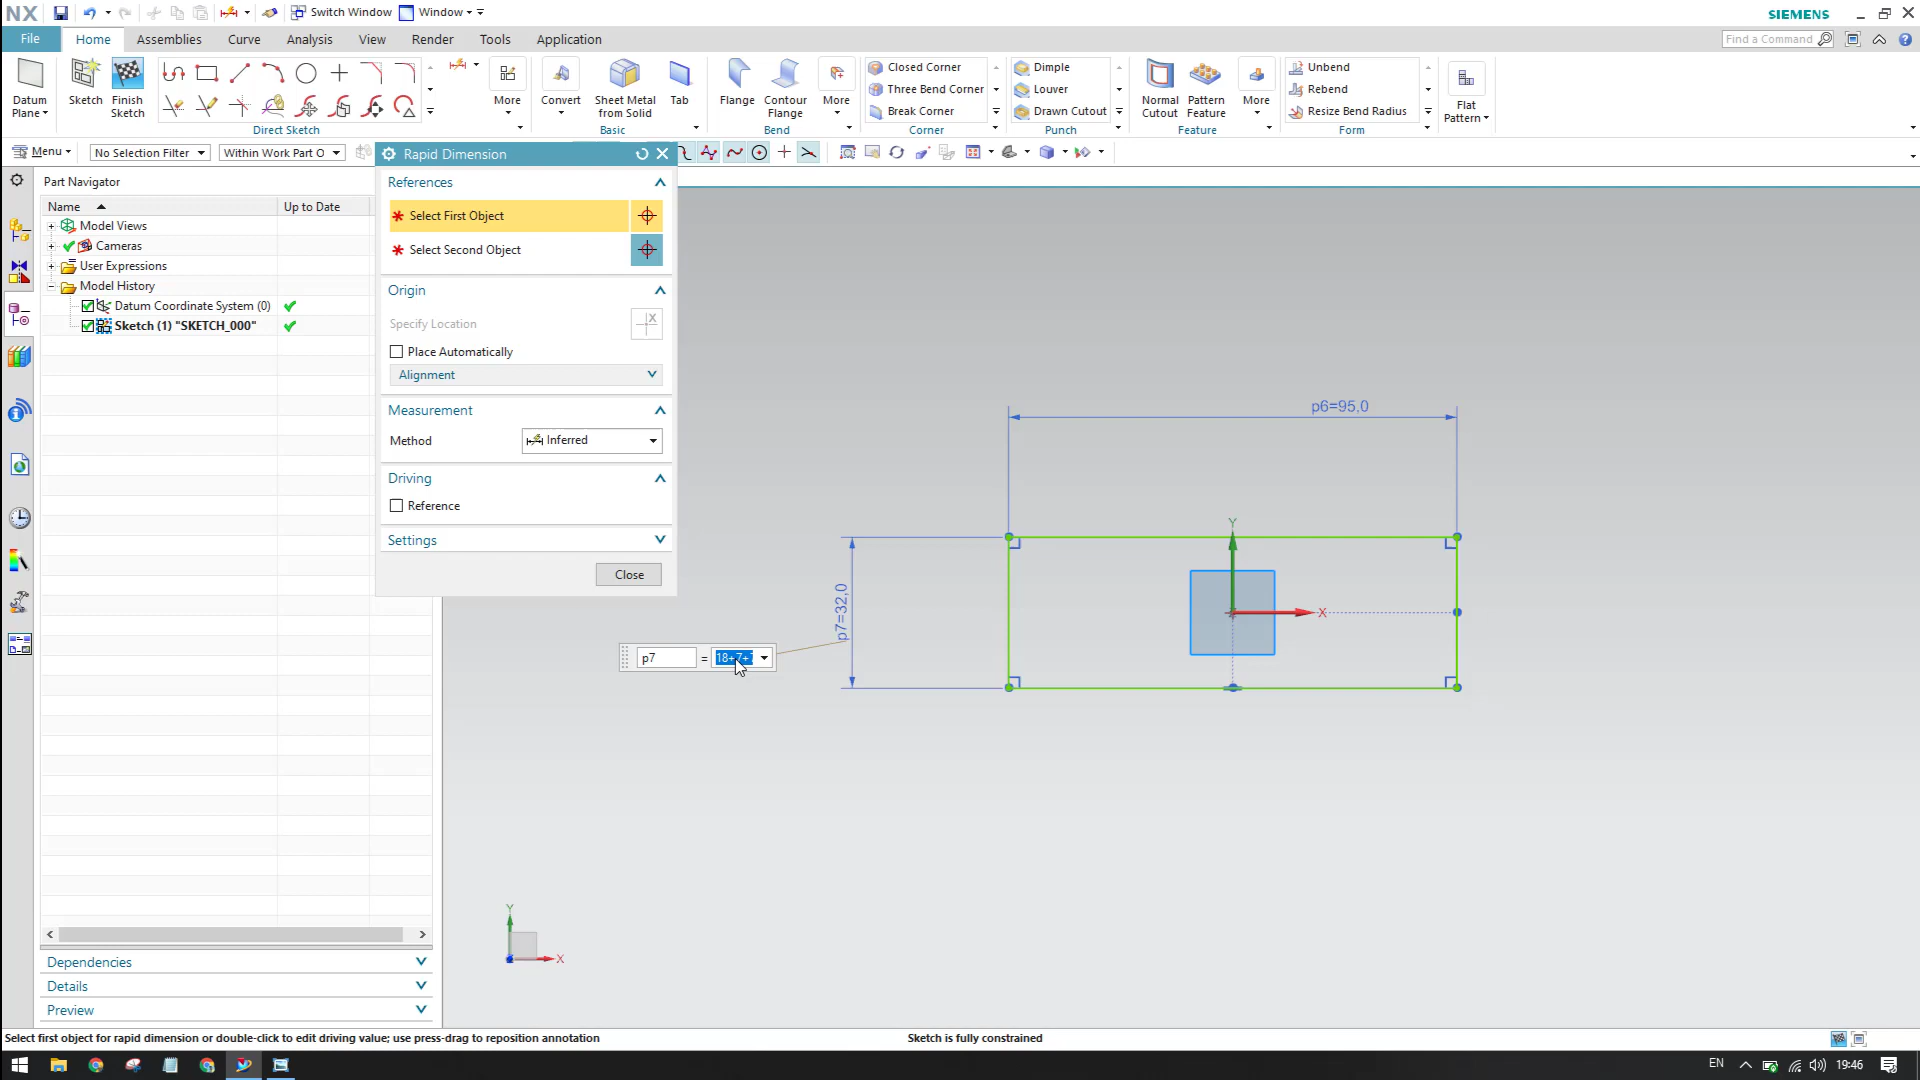 NX Switch Window Window SIEMENS
File Home Assemblies Curve Analysis View Render Tools Application Find a Command
Sketch Finish Sketch More Convert Sheet Metal from Solid Tab Flange Contour Flange More
Datum Plane
Closed Corner
Three Bend Corner
Break Corner
Dimple
Louver
Drawn Cutout
Normal Cutout Pattern Feature More
Unbend
Rebend
Resize Bend Radius
Flat Pattern
Direct Sketch Basic Bend Corner Punch Feature Form
Menu No Selection Filter Within Work Part O
Part Navigator
Name Up to Date
Model Views
Cameras
User Expressions
Model History
Datum Coordinate System (0)
Sketch (1) "SKETCH_000"
Dependencies
Details
Preview
Rapid Dimension
References
* Select First Object
* Select Second Object
Origin
Specify Location
X
Place Automatically
Alignment
Measurement
Method Inferred
Driving
Reference
Settings
Close
p7 = 18+7+
p6=95,0
p7=32,0
Y
X
Y
X
Select first object for rapid dimension or double-click to edit driving value; use press-drag to reposition annotation Sketch is fully constrained
EN 19:46